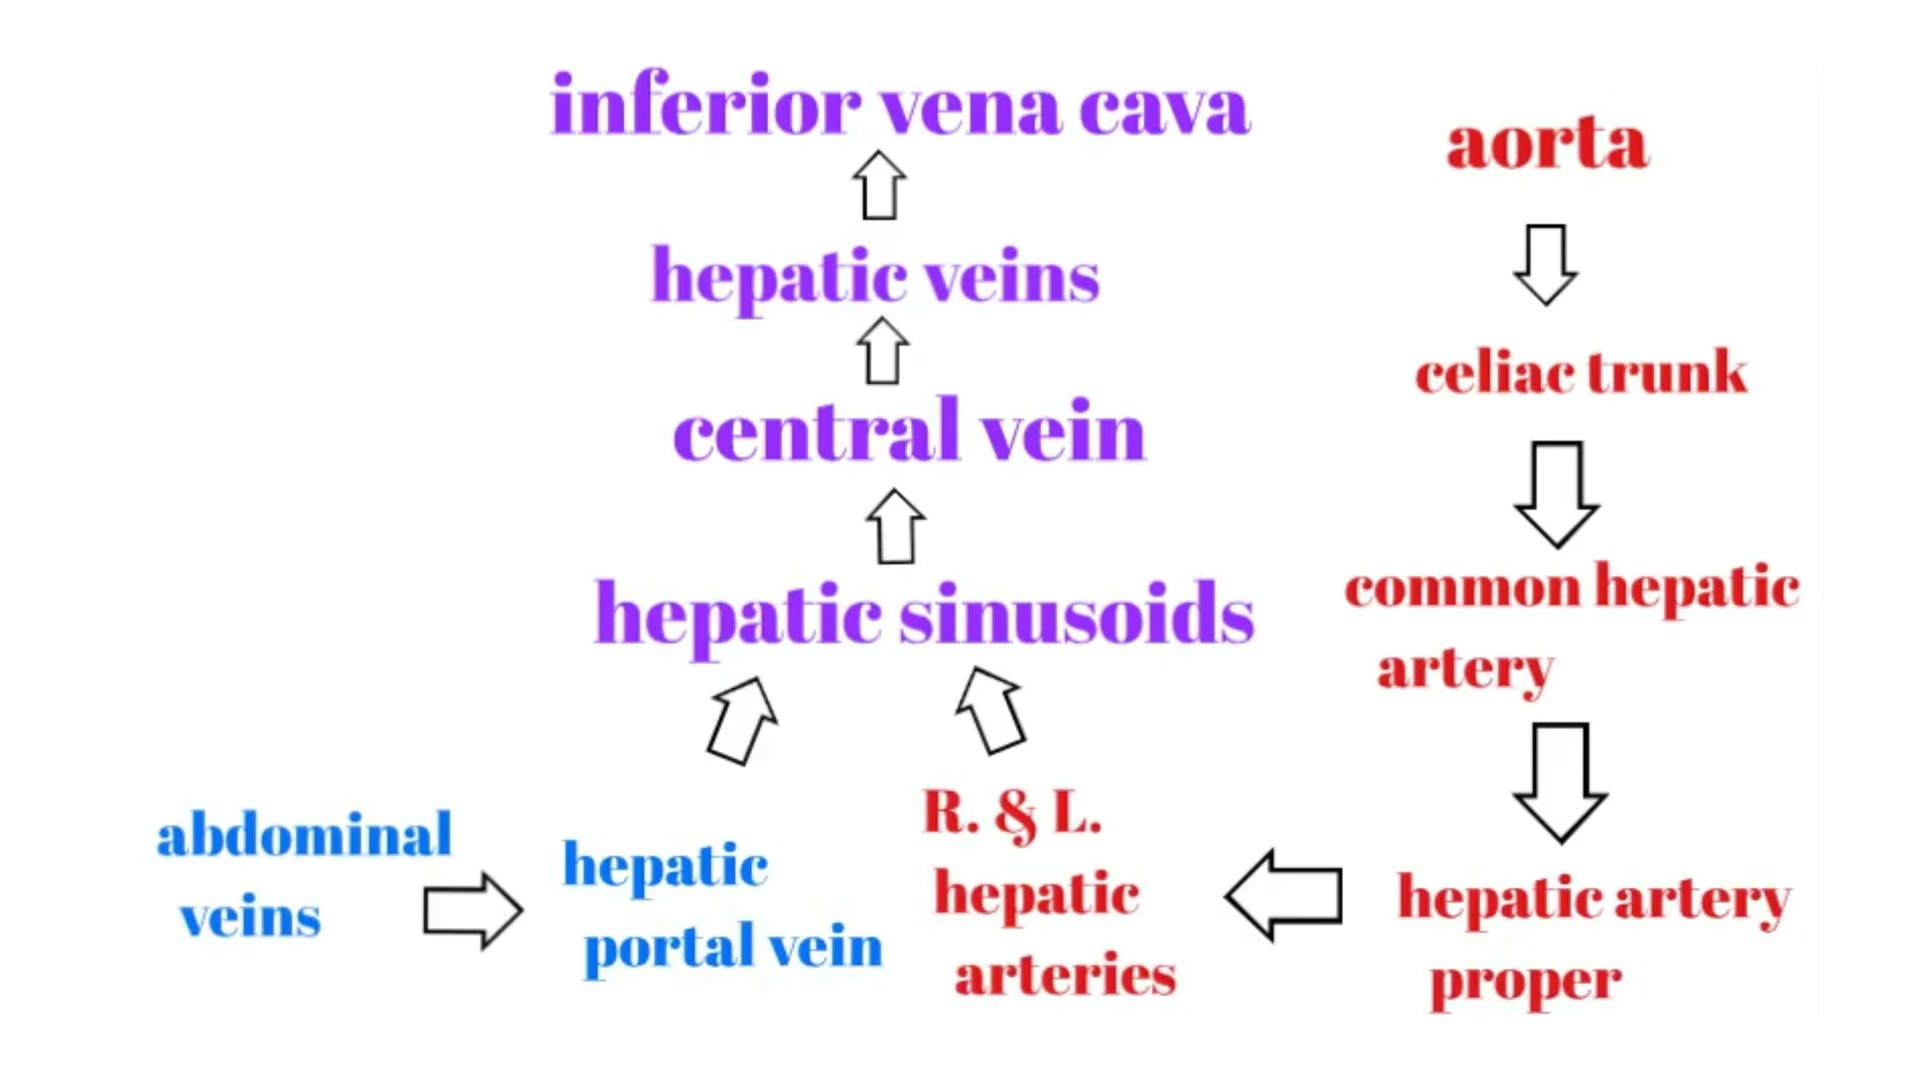 inferior vena cava
hepatic veins
central vein
hepatic sinusoids
abdominal
veins
hepatic
portal vein
R. & L.
hepatic
arteries
aorta
celiac trunk
common hepatic
artery
hepatic artery
proper